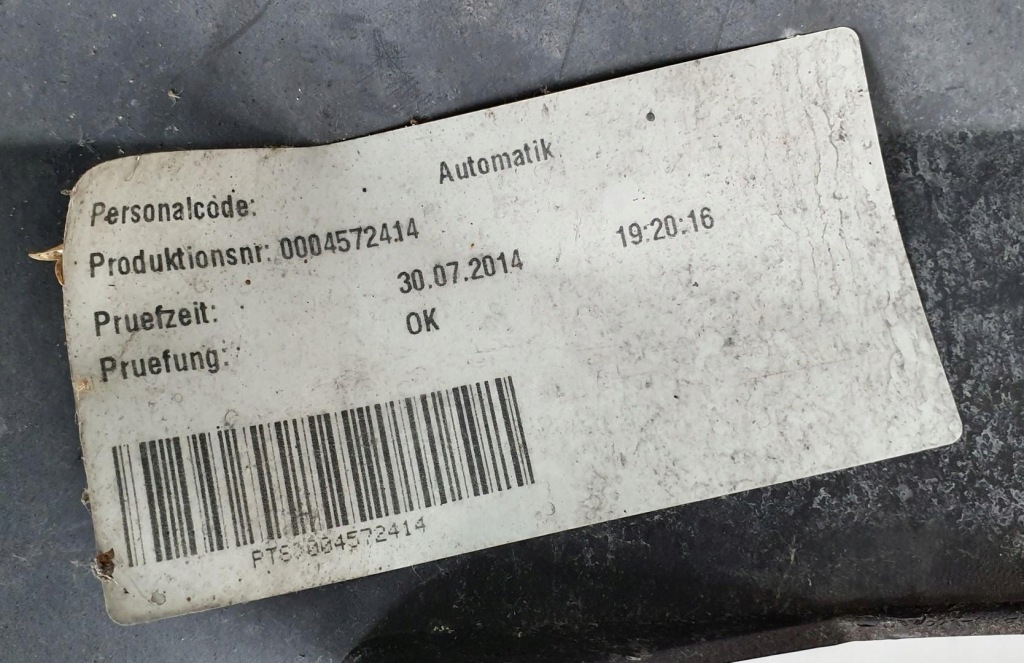 Personalcode: Automatik
Produktionsnr: 0004572414
Pruefzeit: 30.07.2014 19:20:16
Pruefung: OK